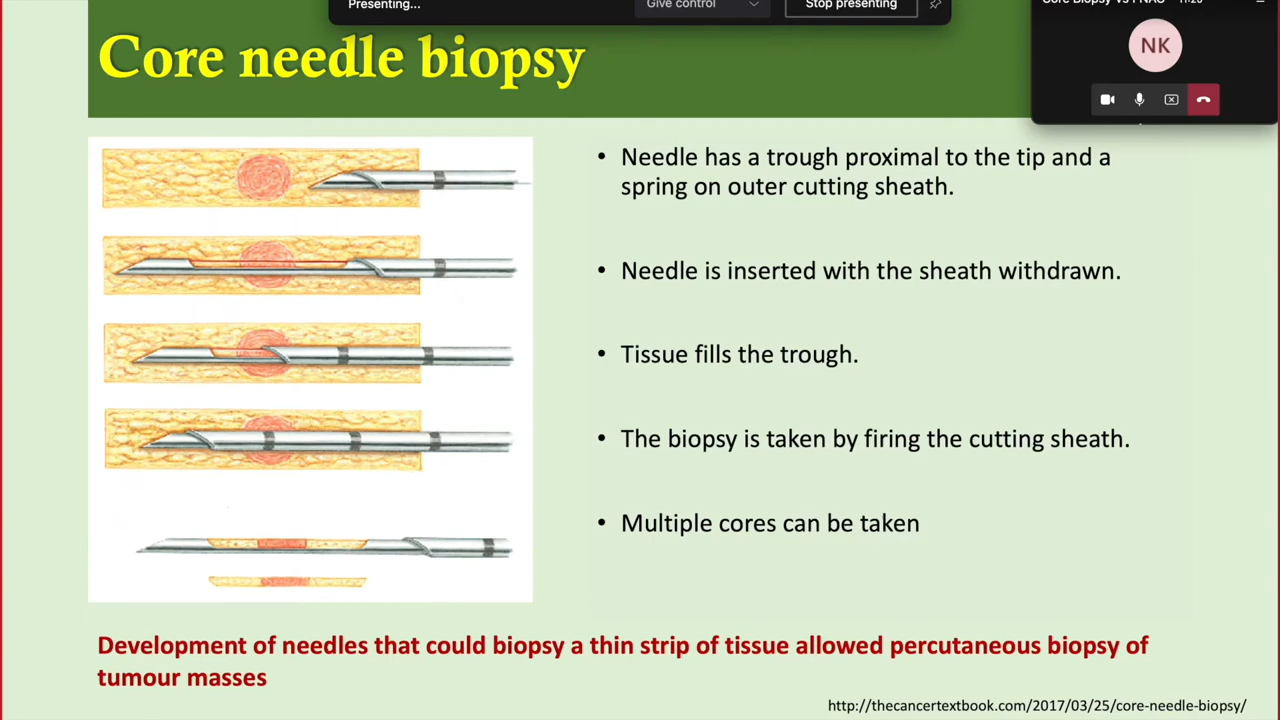 Presenting...
Give control
Stop presenting
NK
Core needle biopsy
• Needle has a trough proximal to the tip and a
spring on outer cutting sheath.
• Needle is inserted with the sheath withdrawn.
• Tissue fills the trough.
• The biopsy is taken by firing the cutting sheath.
• Multiple cores can be taken
Development of needles that could biopsy a thin strip of tissue allowed percutaneous biopsy of
tumour masses
http://thecancertextbook.com/2017/03/25/core-needle-biopsy/